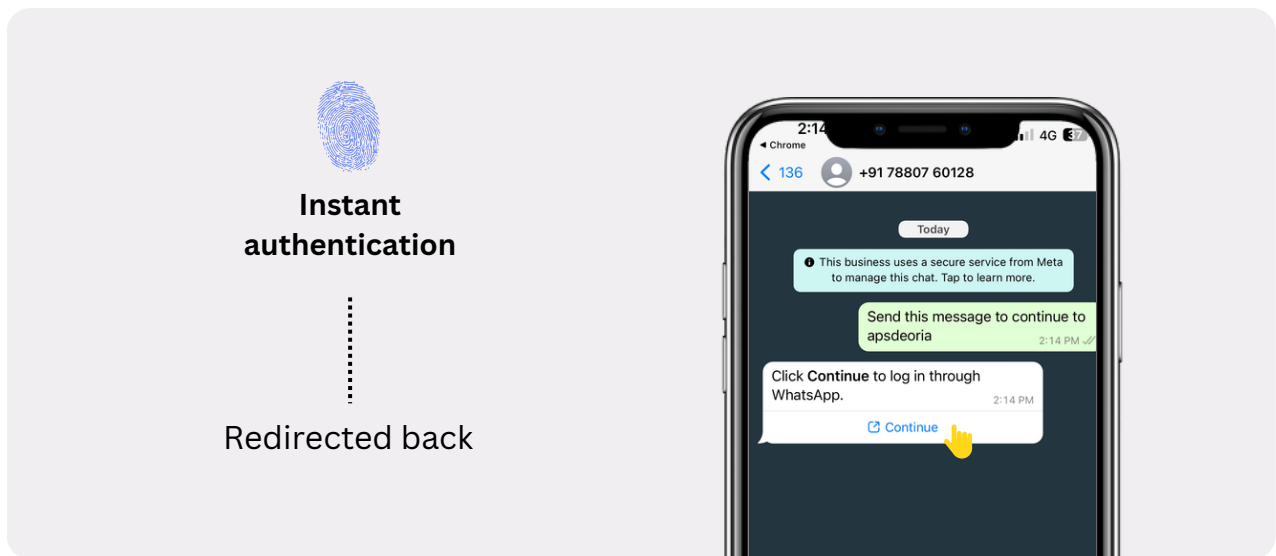 Instant
authentication
Redirected back
2:14
4G
37
◀ Chrome
136
+91 78807 60128
Today
This business uses a secure service from Meta
to manage this chat. Tap to learn more.
Send this message to continue to
apsdeoria
2:14 PM
Click Continue to log in through
WhatsApp.
2:14 PM
Continue